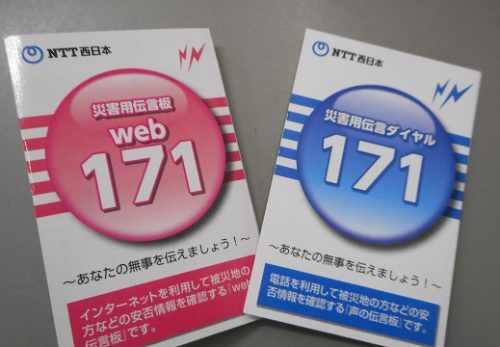 NTT西日本
災害用伝言板
web
171
～あなたの無事を伝えましょう！～
インターネットを利用して被災地の
方などの安否情報を確認する「web
伝言板」です。
NTT西日本
災害用伝言ダイヤル
171
～あなたの無事を伝えましょう！～
電話を利用して被災地の方などの安
否情報を確認する「声の伝言板」です。